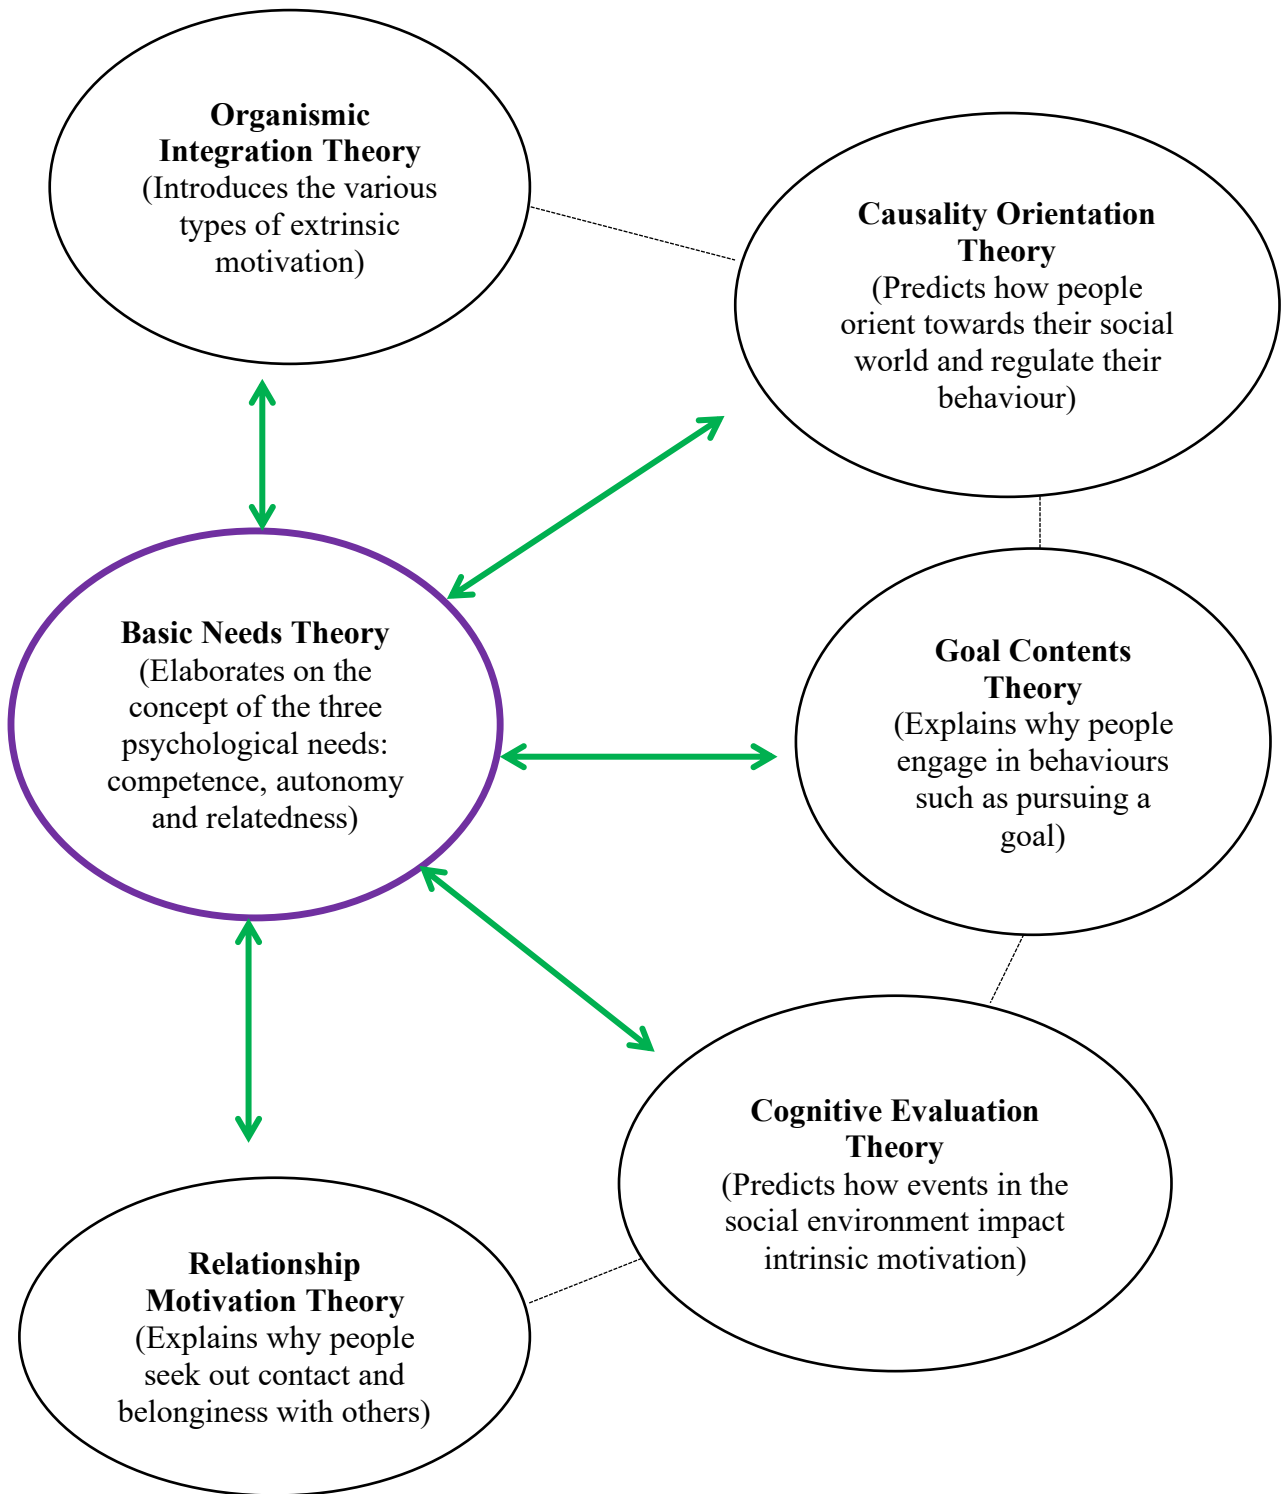 Organismic
Integration Theory
(Introduces the various
types of extrinsic
motivation)
Causality Orientation
Theory
(Predicts how people
orient towards their social
world and regulate their
behaviour)
Basic Needs Theory
(Elaborates on the
concept of the three
psychological needs:
competence, autonomy
and relatedness)
Goal Contents
Theory
(Explains why people
engage in behaviours
such as pursuing a
goal)
Cognitive Evaluation
Theory
(Predicts how events in the
social environment impact
intrinsic motivation)
Relationship
Motivation Theory
(Explains why people
seek out contact and
belonginess with others)